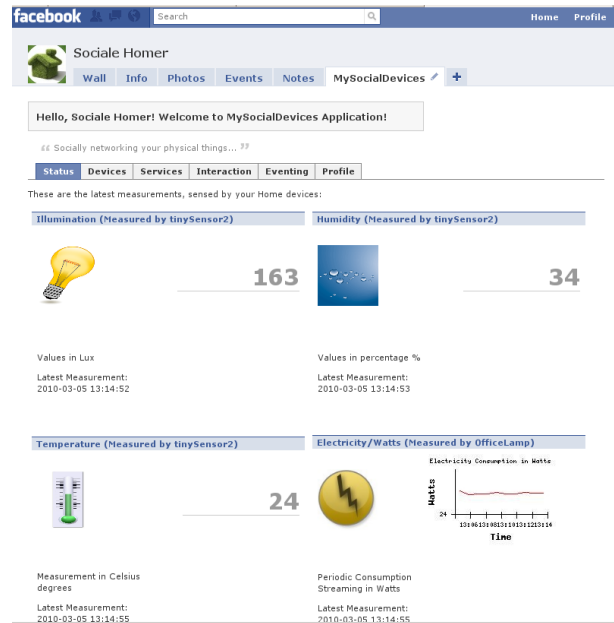 facebook Search Home Profile
Sociale Homer
Wall Info Photos Events Notes MySocialDevices +
Hello, Sociale Homer! Welcome to MySocialDevices Application!
“ Socially networking your physical things... ”
Status Devices Services Interaction Eventing Profile
These are the latest measurements, sensed by your Home devices:
Illumination (Measured by tinySensor2)
163
Values in Lux
Latest Measurement:
2010-03-05 13:14:52
Humidity (Measured by tinySensor2)
34
Values in percentage %
Latest Measurement:
2010-03-05 13:14:53
Temperature (Measured by tinySensor2)
24
Measurement in Celsius
degrees
Latest Measurement:
2010-03-05 13:14:55
Electricity/Watts (Measured by OfficeLamp)
Electricity Consumption in Watts
Watts
24
13:0613:0813:1013:1213:14
Time
Periodic Consumption
Streaming in Watts
Latest Measurement:
2010-03-05 13:14:55